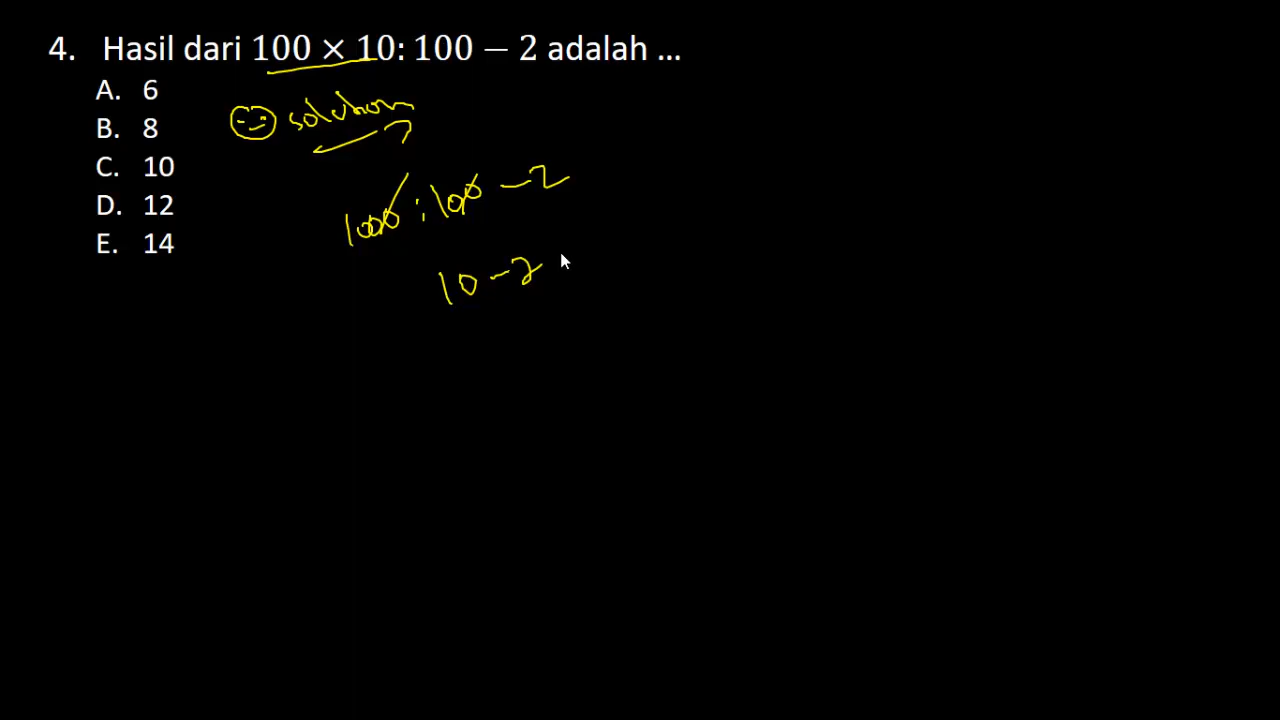 4. Hasil dari 100 × 10: 100 − 2 adalah ...
A. 6
B. 8
C. 10
D. 12
E. 14
solution
1000 : 100 − 2
10 − 2